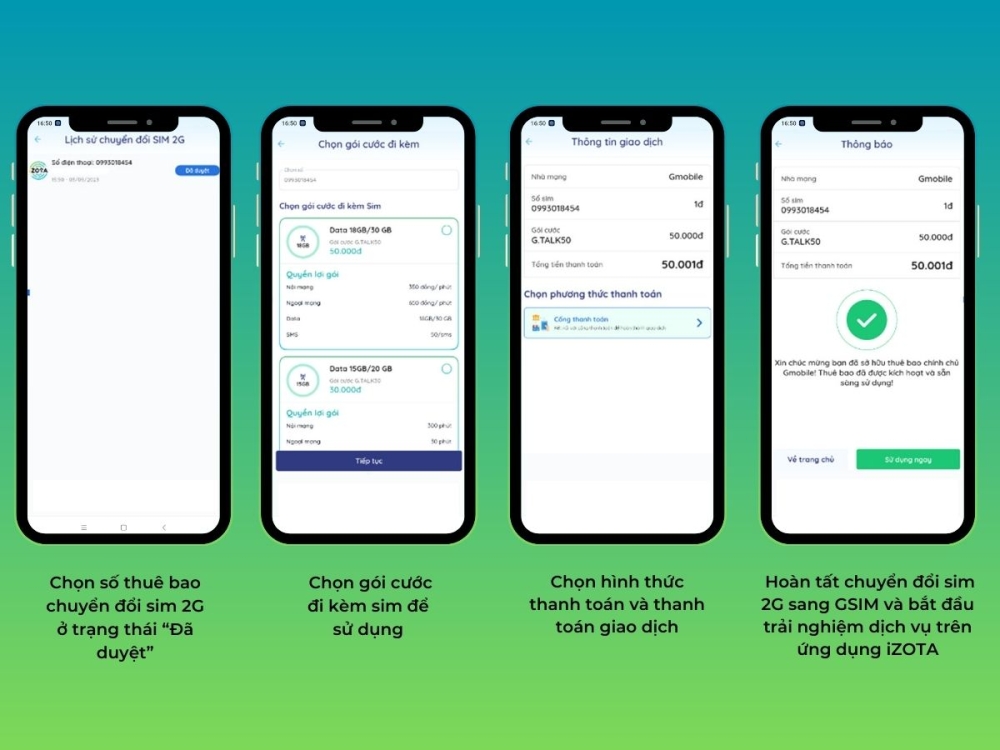 16:50
Lịch sử chuyển đổi SIM 2G
iZOTA
Số điện thoại: 0993018454
Đã duyệt
16:50
Chọn gói cước đi kèm
Chọn số
0993018454
Chọn gói cước đi kèm Sim
18GB
Data 18GB/30 GB
Gói cước G.TALK50
50.000đ
Quyền lợi gói
Nội mạng
350 đồng/ phút
Ngoại mạng
600 đồng/ phút
Data
18GB/30 GB
SMS
50/sms
15GB
Data 15GB/20 GB
Gói cước G.TALK50
30.000đ
Quyền lợi gói
Nội mạng
300 phút
Ngoại mạng
30 phút
Tiếp tục
16:50
Thông tin giao dịch
Nhà mạng
Gmobile
Số sim
0993018454
1đ
Gói cước
G.TALK50
50.000đ
Tổng tiền thanh toán
50.001đ
Chọn phương thức thanh toán
Cổng thanh toán
16:50
Thông báo
Nhà mạng
Gmobile
Số sim
0993018454
1đ
Gói cước
G.TALK50
50.000đ
Tổng tiền thanh toán
50.001đ
Xin chúc mừng bạn đã sở hữu thuê bao chính chủ
Gmobile! Thuê bao đã được kích hoạt và sẵn
sàng sử dụng!
Về trang chủ
Sử dụng ngay
Chọn số thuê bao
chuyển đổi sim 2G
ở trạng thái “Đã
duyệt”
Chọn gói cước
đi kèm sim để
sử dụng
Chọn hình thức
thanh toán và thanh
toán giao dịch
Hoàn tất chuyển đổi sim
2G sang GSIM và bắt đầu
trải nghiệm dịch vụ trên
ứng dụng iZOTA